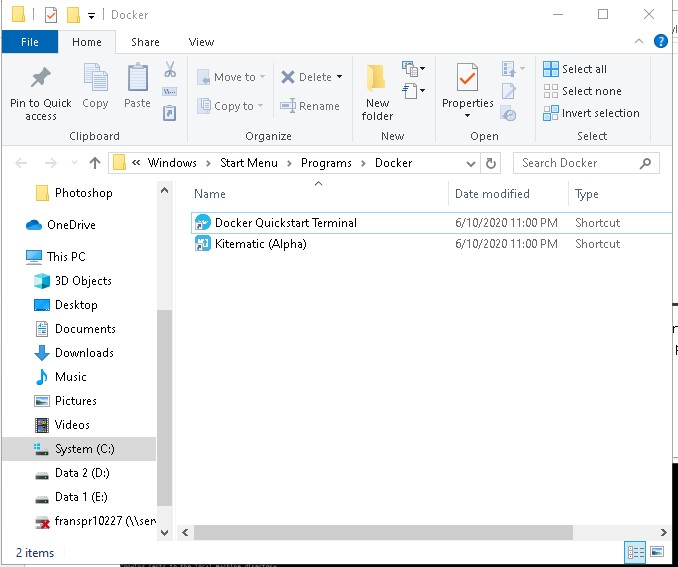 Docker
File Home Share View
Pin to Quick access
Copy
Paste
Move to
Copy to
Delete
Rename
New folder
Properties
Select all
Select none
Invert selection
Clipboard Organize New Open Select
« Windows > Start Menu > Programs > Docker
Search Docker
Photoshop
OneDrive
This PC
3D Objects
Desktop
Documents
Downloads
Music
Pictures
Videos
System (C:)
Data 2 (D:)
Data 1 (E:)
franspr10227 (\\ser
Name Date modified Type
Docker Quickstart Terminal 6/10/2020 11:00 PM Shortcut
Kitematic (Alpha) 6/10/2020 11:00 PM Shortcut
2 items